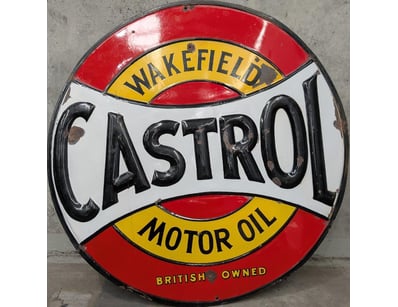 WAKEFIELD
CASTROL
MOTOR OIL
BRITISH OWNED